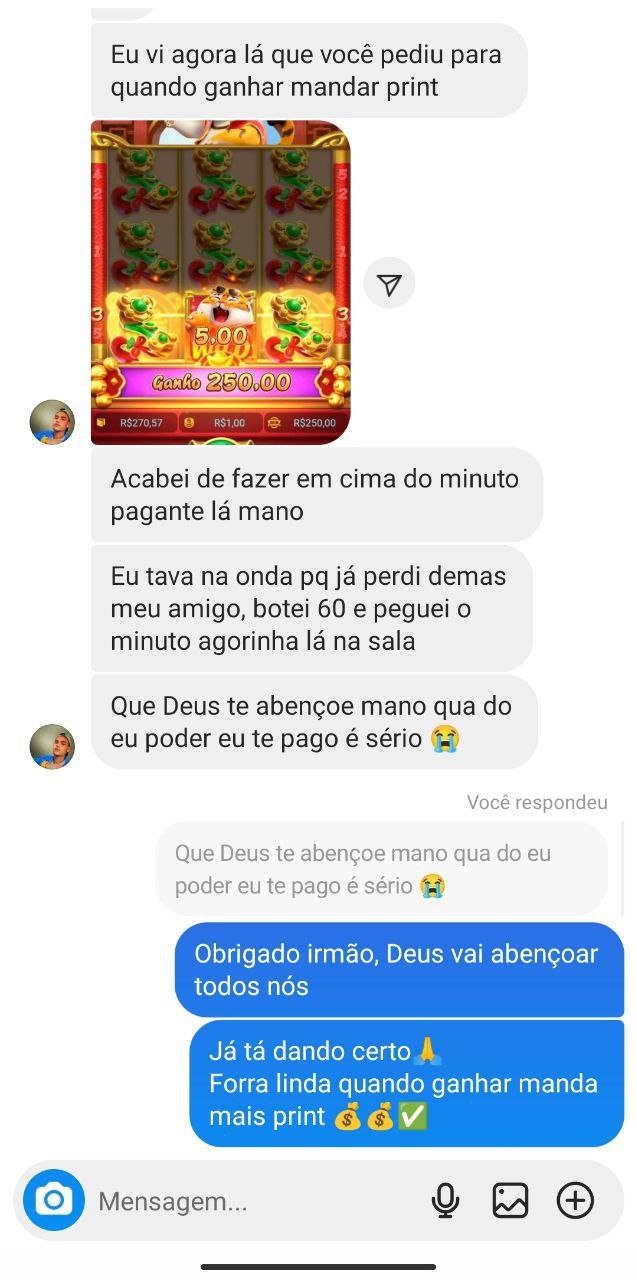 Eu vi agora lá que você pediu para
quando ganhar mandar print
5,00
Ganho 250,00
R$270,57 R$1,00 R$250,00
Acabei de fazer em cima do minuto
pagante lá mano
Eu tava na onda pq já perdi demas
meu amigo, botei 60 e peguei o
minuto agorinha lá na sala
Que Deus te abençoe mano qua do
eu poder eu te pago é sério 😭
Você respondeu
Que Deus te abençoe mano qua do eu
poder eu te pago é sério 😭
Obrigado irmão, Deus vai abençoar
todos nós
Já tá dando certo🙏
Forra linda quando ganhar manda
mais print 💰💰✅
Mensagem...